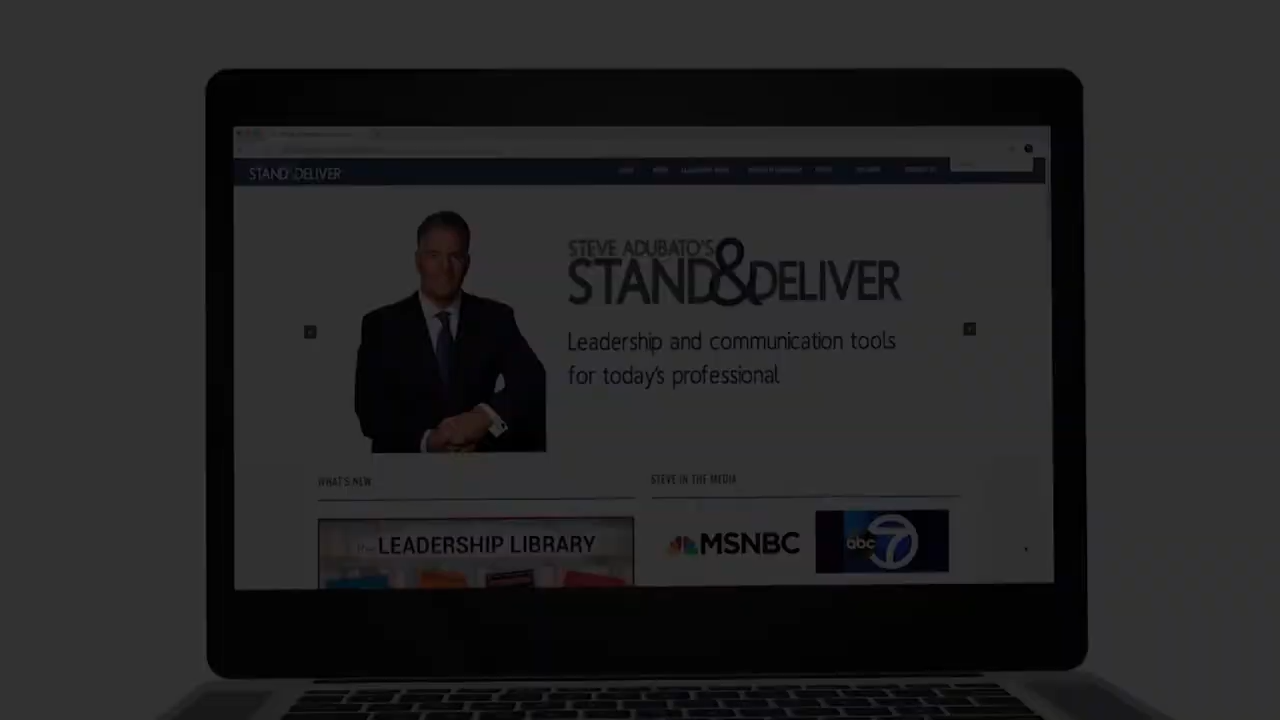 STAND&DELIVER
STEVE ADUBATO'S
STAND&DELIVER
Leadership and communication tools
for today's professional
WHAT'S NEW
STEVE IN THE MEDIA
the LEADERSHIP LIBRARY
MSNBC
abc 7